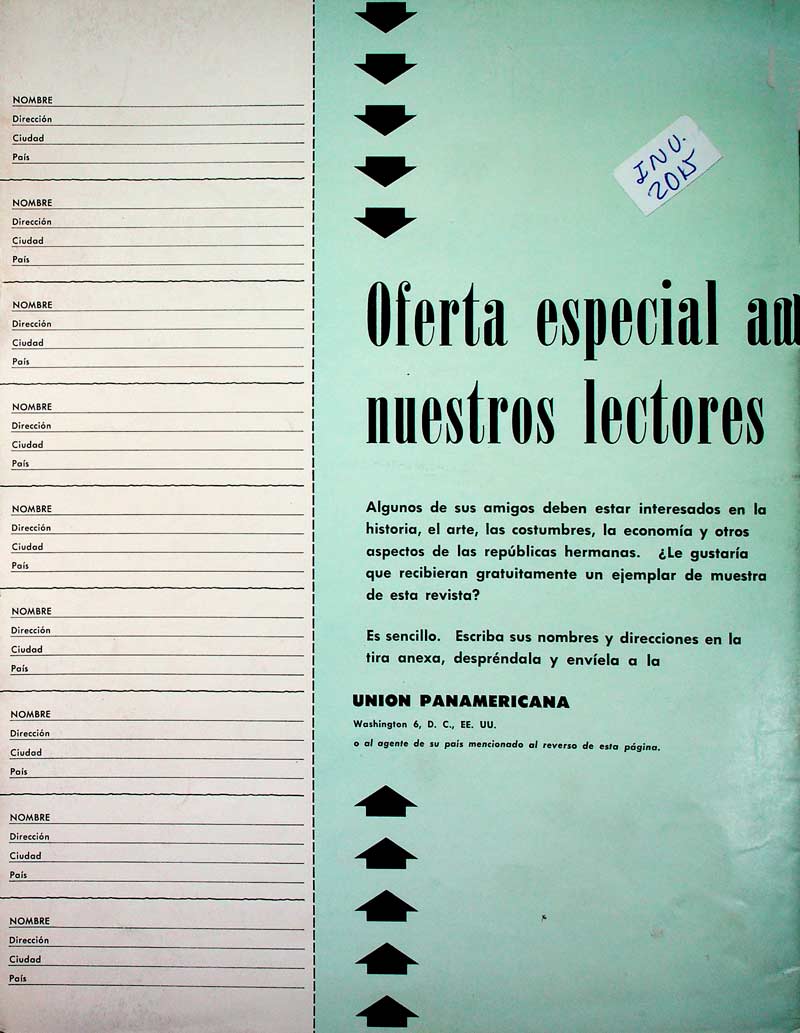 NOMBRE
Dirección
Ciudad
País
NOMBRE
Dirección
Ciudad
País
NOMBRE
Dirección
Ciudad
País
NOMBRE
Dirección
Ciudad
País
NOMBRE
Dirección
Ciudad
País
NOMBRE
Dirección
Ciudad
País
NOMBRE
Dirección
Ciudad
País
NOMBRE
Dirección
Ciudad
País
NOMBRE
Dirección
Ciudad
País
INV.
2015
Oferta especial a
nuestros lectores
Algunos de sus amigos deben estar interesados en la
historia, el arte, las costumbres, la economía y otros
aspectos de las repúblicas hermanas. ¿Le gustaría
que recibieran gratuitamente un ejemplar de muestra
de esta revista?
Es sencillo. Escriba sus nombres y direcciones en la
tira anexa, despréndala y envíela a la
UNION PANAMERICANA
Washington 6, D. C., EE. UU.
o al agente de su país mencionado al reverso de esta página.